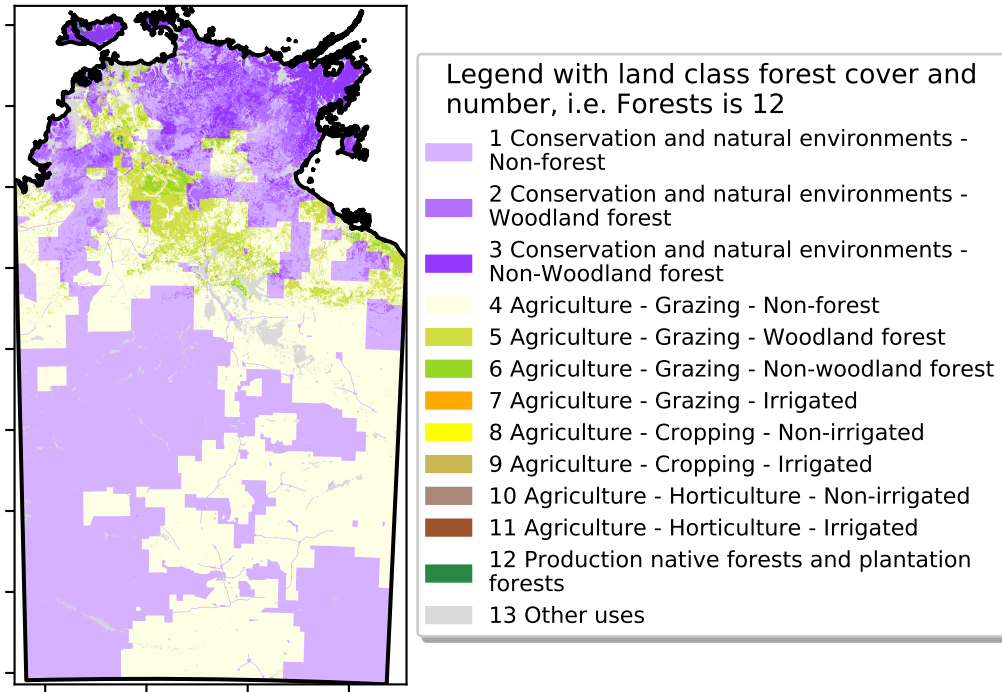 Legend with land class forest cover and
number, i.e. Forests is 12
1 Conservation and natural environments -
Non-forest
2 Conservation and natural environments -
Woodland forest
3 Conservation and natural environments -
Non-Woodland forest
4 Agriculture - Grazing - Non-forest
5 Agriculture - Grazing - Woodland forest
6 Agriculture - Grazing - Non-woodland forest
7 Agriculture - Grazing - Irrigated
8 Agriculture - Cropping - Non-irrigated
9 Agriculture - Cropping - Irrigated
10 Agriculture - Horticulture - Non-irrigated
11 Agriculture - Horticulture - Irrigated
12 Production native forests and plantation
forests
13 Other uses